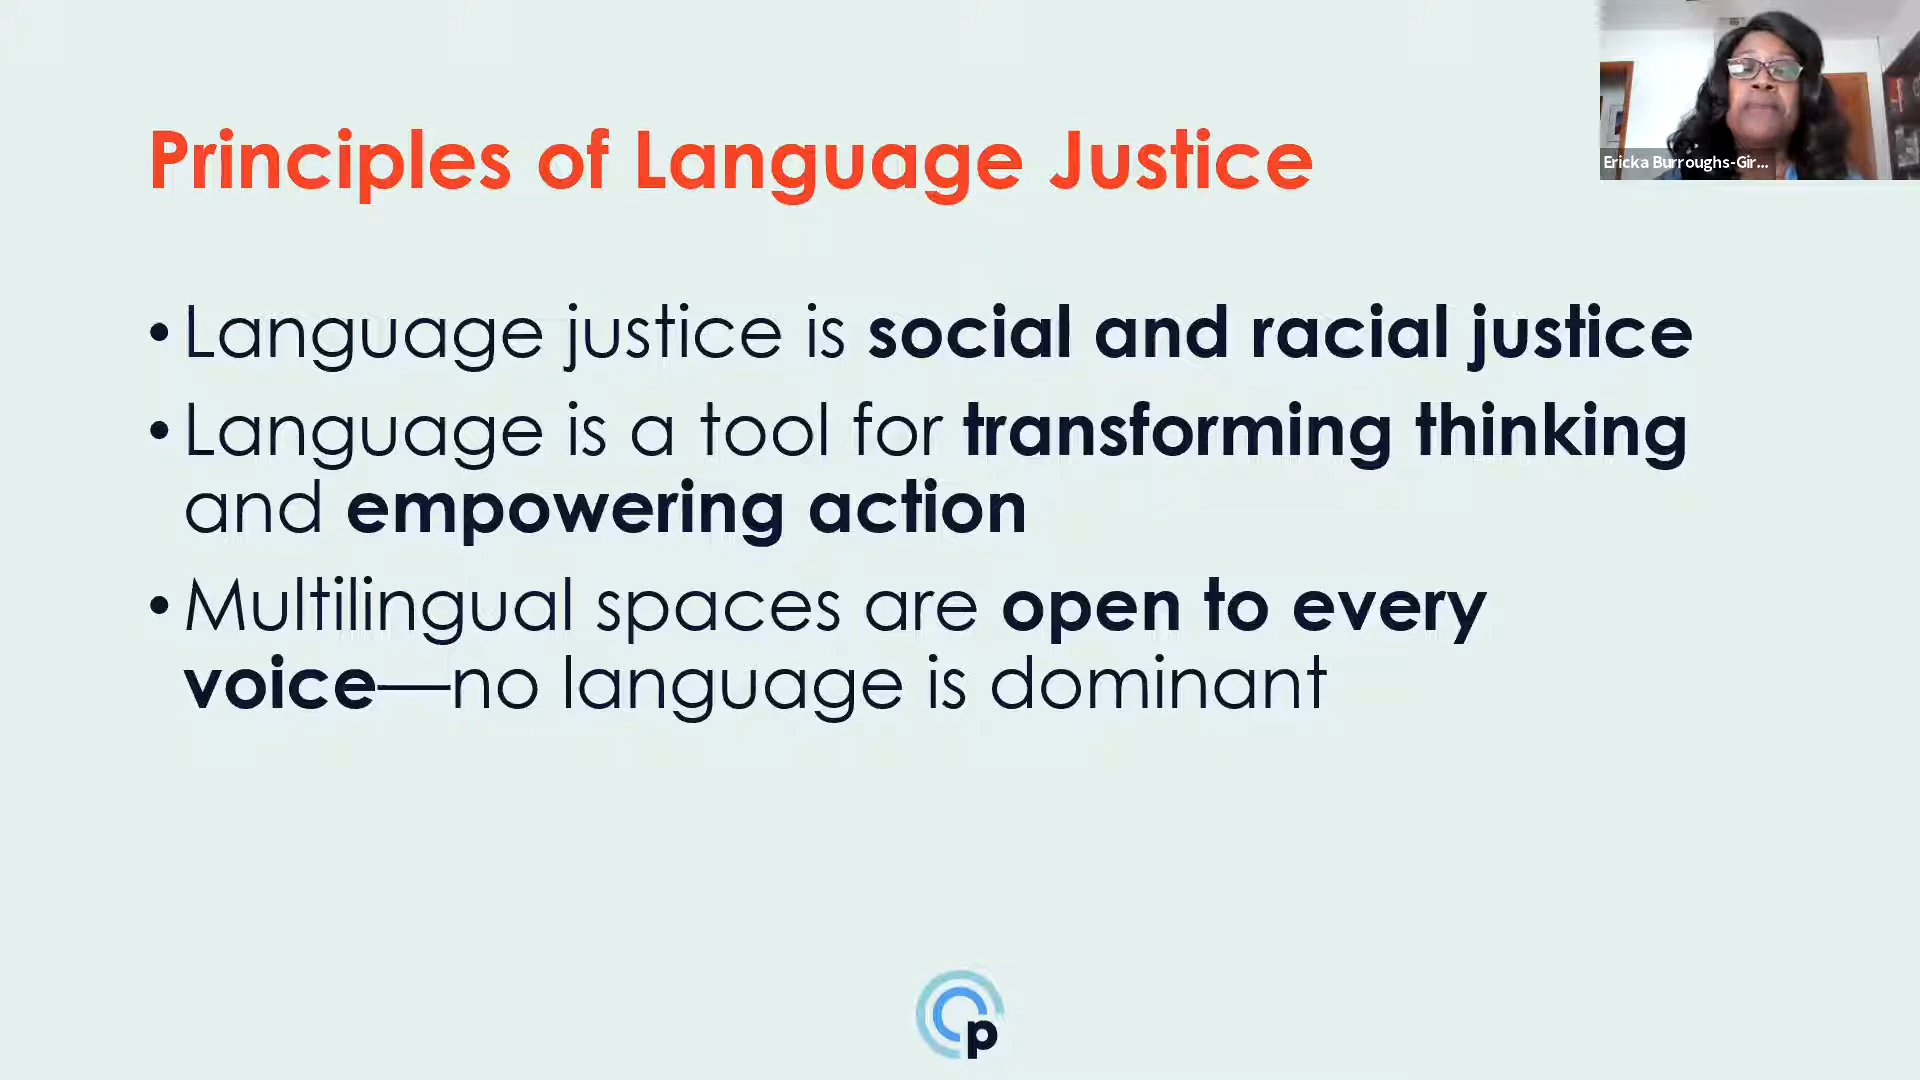 Principles of Language Justice
Ericka Burroughs-Gir...
• Language justice is social and racial justice
• Language is a tool for transforming thinking
and empowering action
• Multilingual spaces are open to every
voice—no language is dominant
p